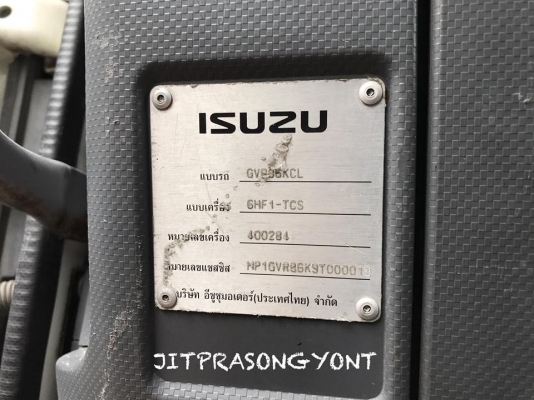 ISUZU
แบบรถ GVR86KCL
แบบเครื่อง 6HF1-TCS
หมายเลขเครื่อง 400284
หมายเลขแชสซิส
บริษัท อีซูซุมอเตอร์(ประเทศไทย) จำกัด
JITPRASONGYONT